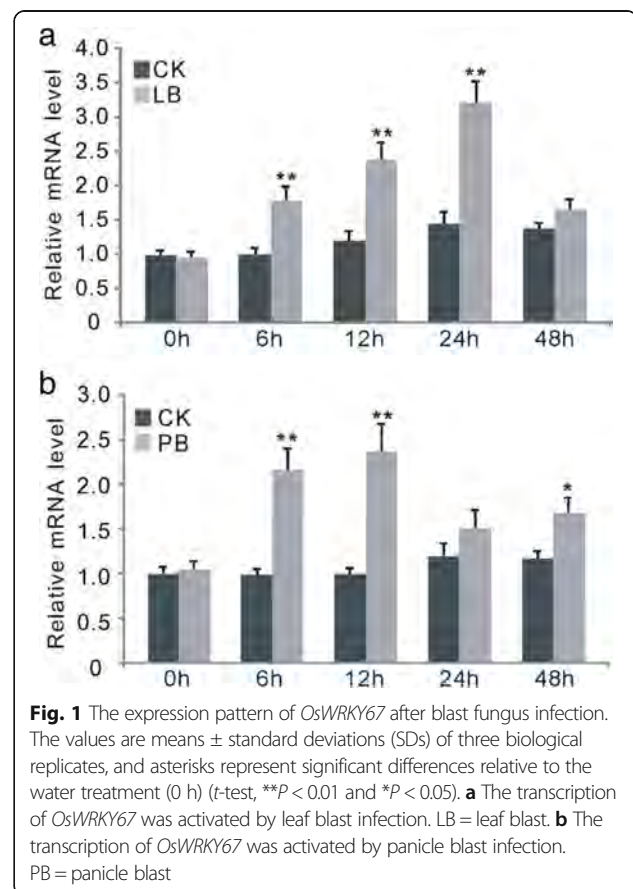 a
4.0
CK
LB
3.5
3.0
2.5
2.0
1.5
1.0
0.5
0
Relative mRNA level
**
**
**
0h 6h 12h 24h 48h
b
3.0
CK
PB
2.5
2.0
1.5
1.0
0.5
0
Relative mRNA level
**
**
*
0h 6h 12h 24h 48h
Fig. 1 The expression pattern of OsWRKY67 after blast fungus infection.
The values are means ± standard deviations (SDs) of three biological
replicates, and asterisks represent significant differences relative to the
water treatment (0 h) (t-test, **P < 0.01 and *P < 0.05). a The transcription
of OsWRKY67 was activated by leaf blast infection. LB = leaf blast. b The
transcription of OsWRKY67 was activated by panicle blast infection.
PB = panicle blast